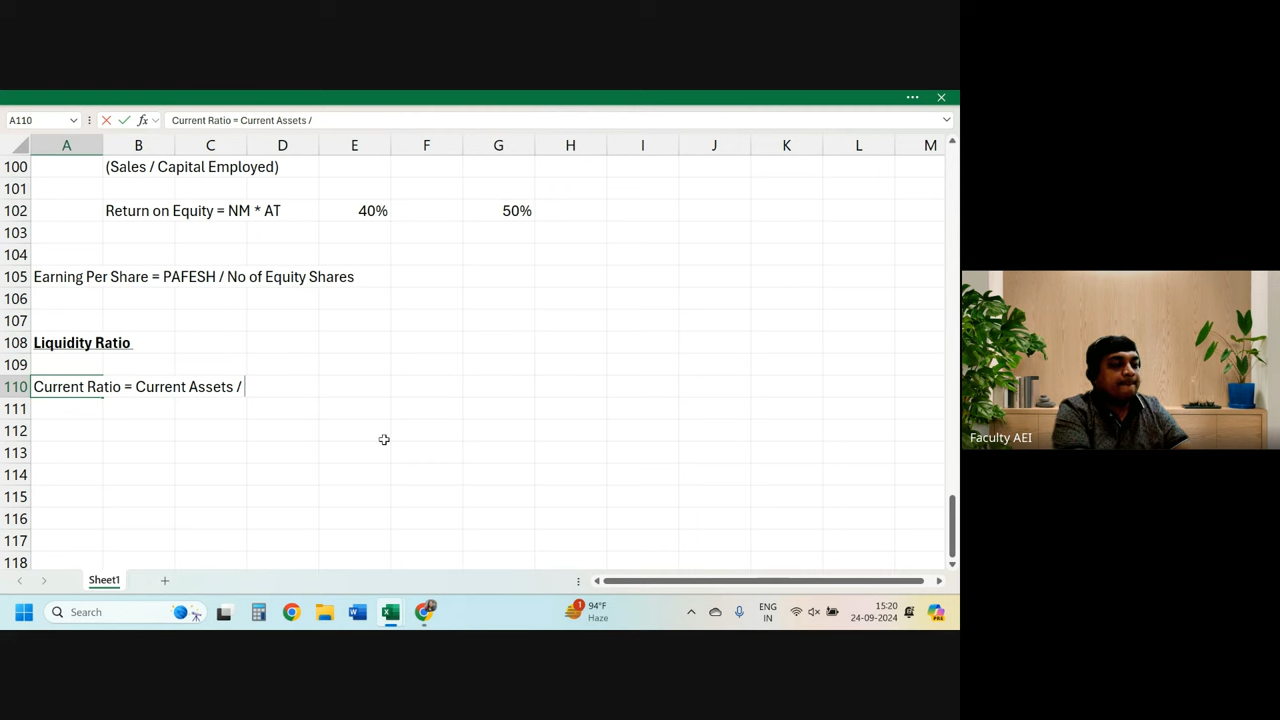 A110
fx
Current Ratio = Current Assets /
A B C D E F G H I J K L M
100 (Sales / Capital Employed)
101
102 Return on Equity = NM * AT 40% 50%
103
104
105 Earning Per Share = PAFESH / No of Equity Shares
106
107
108 Liquidity Ratio
109
110 Current Ratio = Current Assets /
111
112
113
114
115
116
117
118
Faculty AEI
Sheet1
Search
94°F
Haze
ENG
IN
15:20
24-09-2024